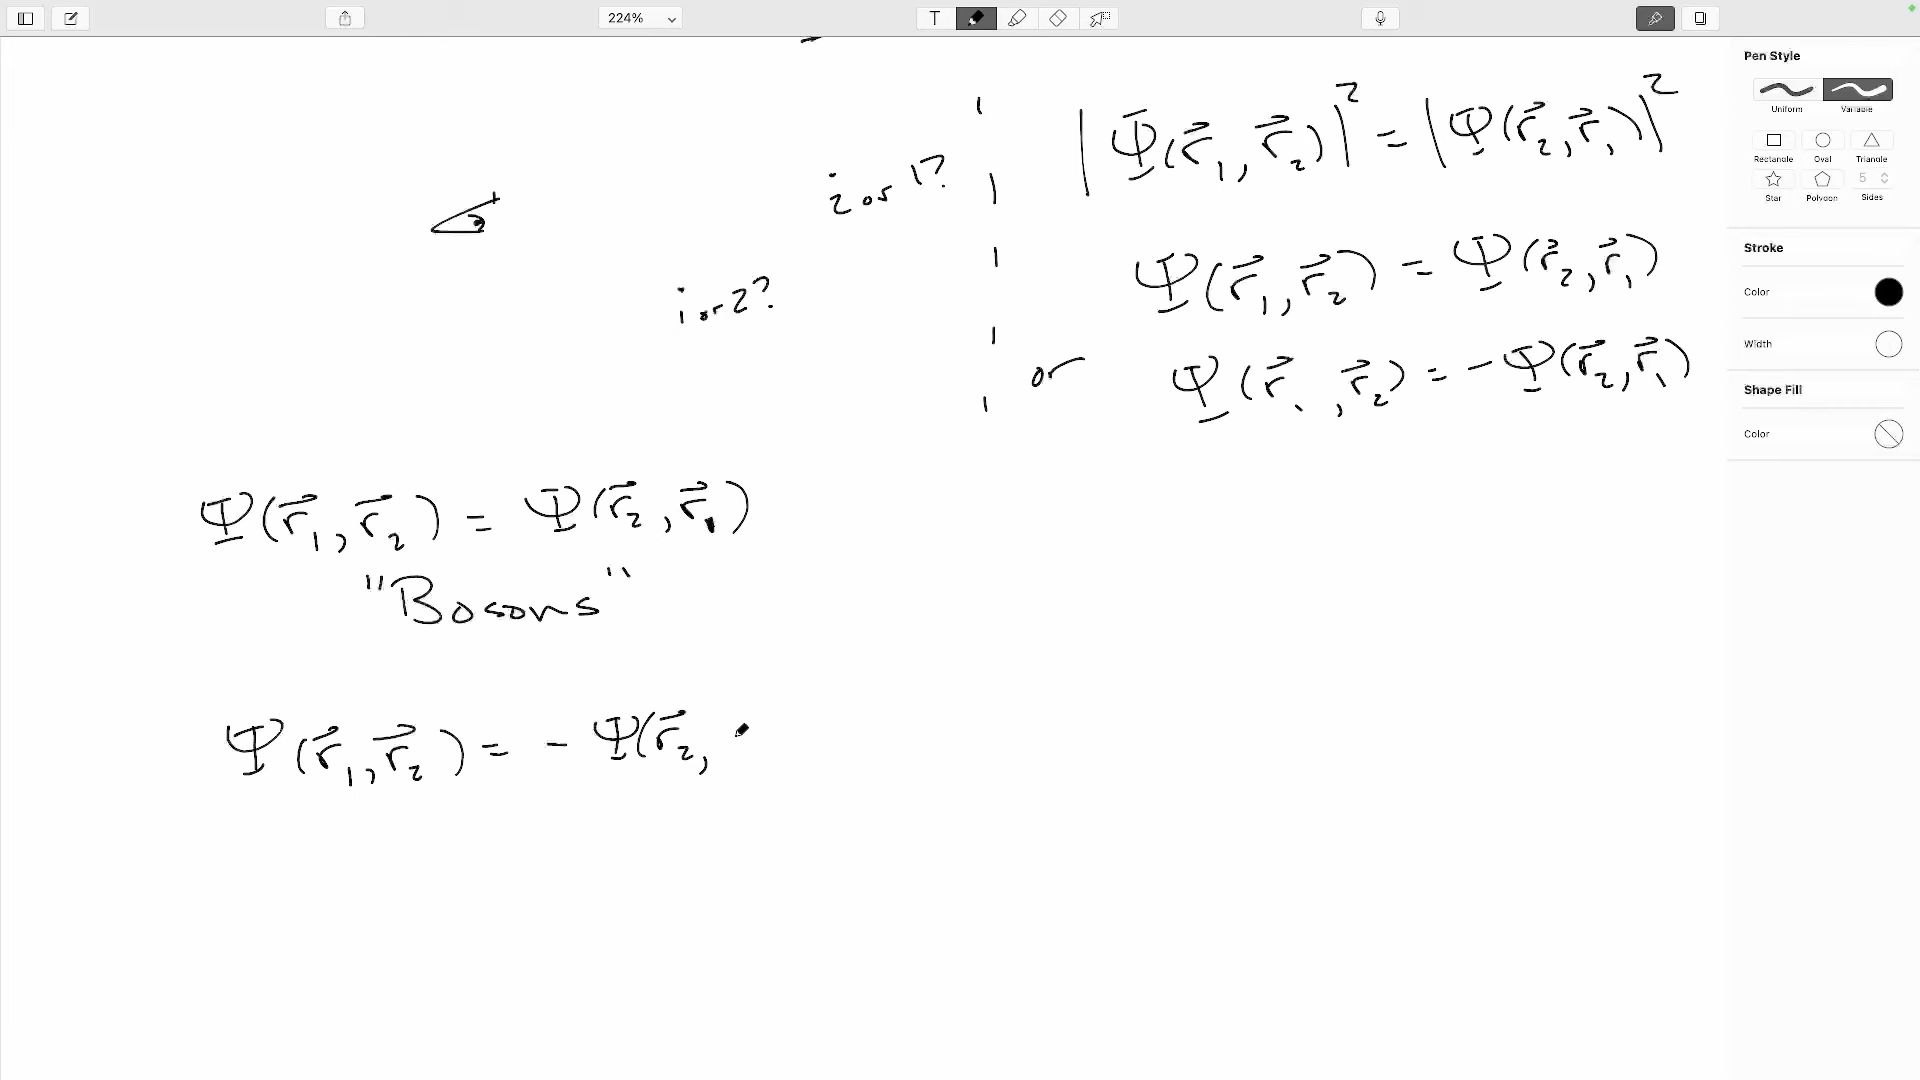 224%
T
Pen Style
Uniform Variable
Rectangle Oval Triangle
5
Star Polygon Sides
Stroke
Color
Width
Shape Fill
Color
2 or 1?
1 or 2?
|Ψ(r⃗₁, r⃗₂)|² = |Ψ(r⃗₂, r⃗₁)|²
Ψ(r⃗₁, r⃗₂) = Ψ(r⃗₂, r⃗₁)
or Ψ(r⃗₁, r⃗₂) = -Ψ(r⃗₂, r⃗₁)
Ψ(r⃗₁, r⃗₂) = Ψ(r⃗₂, r⃗₁)
"Bosons"
Ψ(r⃗₁, r⃗₂) = - Ψ(r⃗₂,